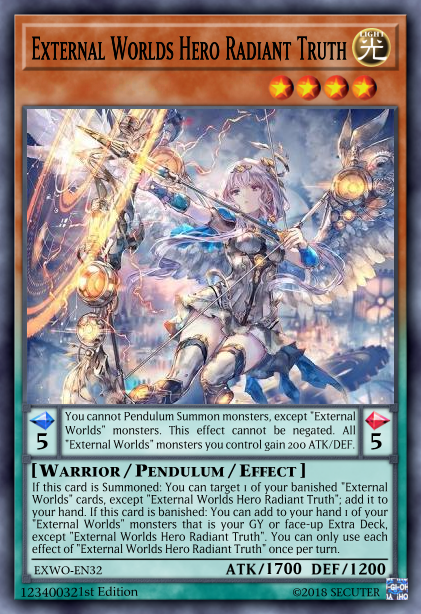 External Worlds Hero Radiant Truth
LIGHT
光
You cannot Pendulum Summon monsters, except "External
Worlds" monsters. This effect cannot be negated. All
"External Worlds" monsters you control gain 200 ATK/DEF.
5
5
[Warrior / Pendulum / Effect]
If this card is Summoned: You can target 1 of your banished "External
Worlds" cards, except "External Worlds Hero Radiant Truth"; add it to
your hand. If this card is banished: You can add to your hand 1 of your
"External Worlds" monsters that is your GY or face-up Extra Deck,
except "External Worlds Hero Radiant Truth". You can only use each
effect of "External Worlds Hero Radiant Truth" once per turn.
EXWO-EN32
ATK/1700 DEF/1200
123400321st Edition
©2018 SECUTER